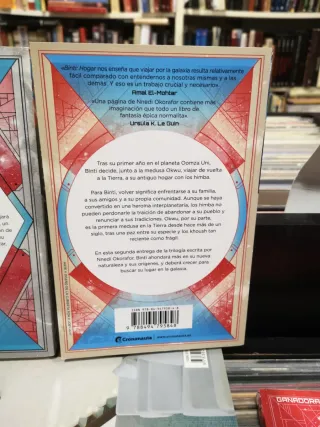 «Binti: Hogar nos enseña que viajar por la galaxia resulta relativamente
fácil comparado con entendernos a nosotras mismas y a las
demás. Y eso es un trabajo crucial y necesario»
Amal El-Mohtar
«Una página de Nnedi Okorafor contiene más
imaginación que todo un libro de
fantasía épica normalita»
Ursula K. Le Guin
Tras su primer año en el planeta Oomza Uni,
Binti decide, junto a la medusa Okwu, viajar de vuelta
a la Tierra, a su antiguo hogar con los himba.
Para Binti, volver significa enfrentarse a su familia,
a sus amigos y a su propia comunidad. Aunque se haya
convertido en una heroína interplanetaria, los himba no
pueden perdonarle la traición de abandonar a su pueblo y
renunciar a sus tradiciones. Okwu, por su parte,
es la primera medusa en la Tierra desde hace más de un
siglo, tras una paz entre su especie y los khoush tan
reciente como frágil.
En esta segunda entrega de la trilogía escrita por
Nnedi Okorafor, Binti ahondará más en su nueva
naturaleza y sus orígenes, y deberá crecer para
buscar su lugar en la galaxia.
9 788494 795848
Crononauta
GANADORA